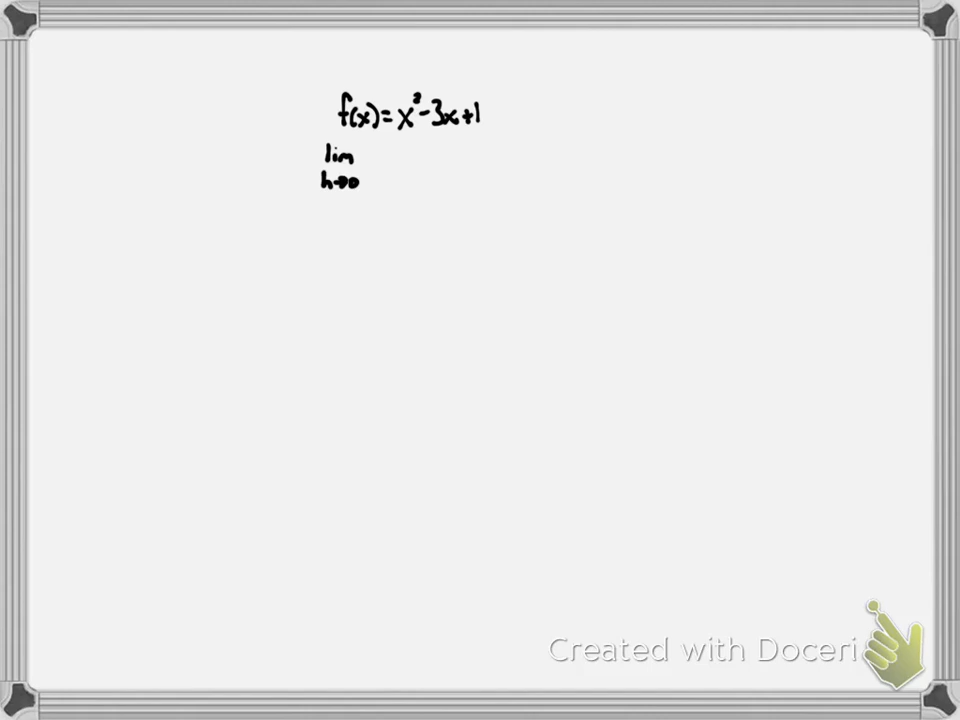 f(x)=x²-3x+1
lim
h→0
Created with Doceri